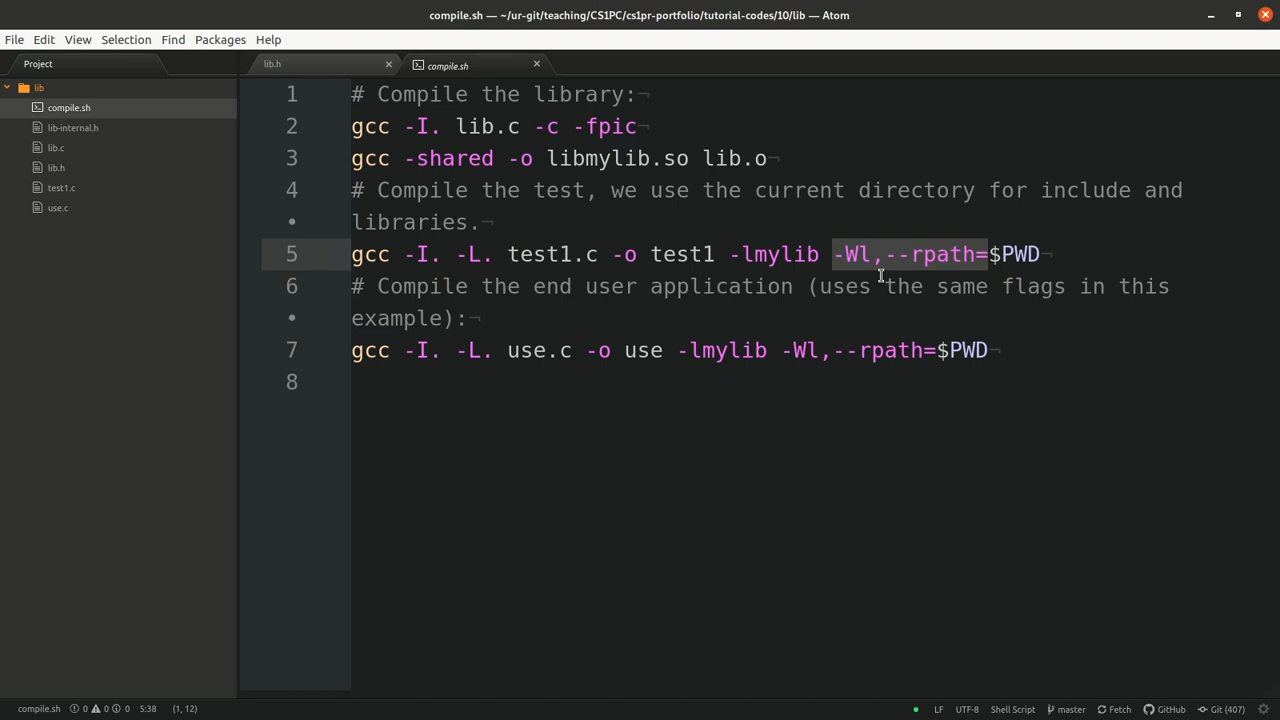 compile.sh — ~/ur-git/teaching/CS1PC/cs1pr-portfolio/tutorial-codes/10/lib — Atom
File Edit View Selection Find Packages Help
Project
lib.h
compile.sh
lib
compile.sh
lib-internal.h
lib.c
lib.h
test1.c
use.c
1 # Compile the library:¬
2 gcc -I. lib.c -c -fpic¬
3 gcc -shared -o libmylib.so lib.o¬
4 # Compile the test, we use the current directory for include and
• libraries.¬
5 gcc -I. -L. test1.c -o test1 -lmylib -Wl,--rpath=$PWD¬
6 # Compile the end user application (uses the same flags in this
• example):¬
7 gcc -I. -L. use.c -o use -lmylib -Wl,--rpath=$PWD¬
8
compile.sh 0 0 0 5:38 (1, 12) LF UTF-8 Shell Script master Fetch GitHub Git (407)